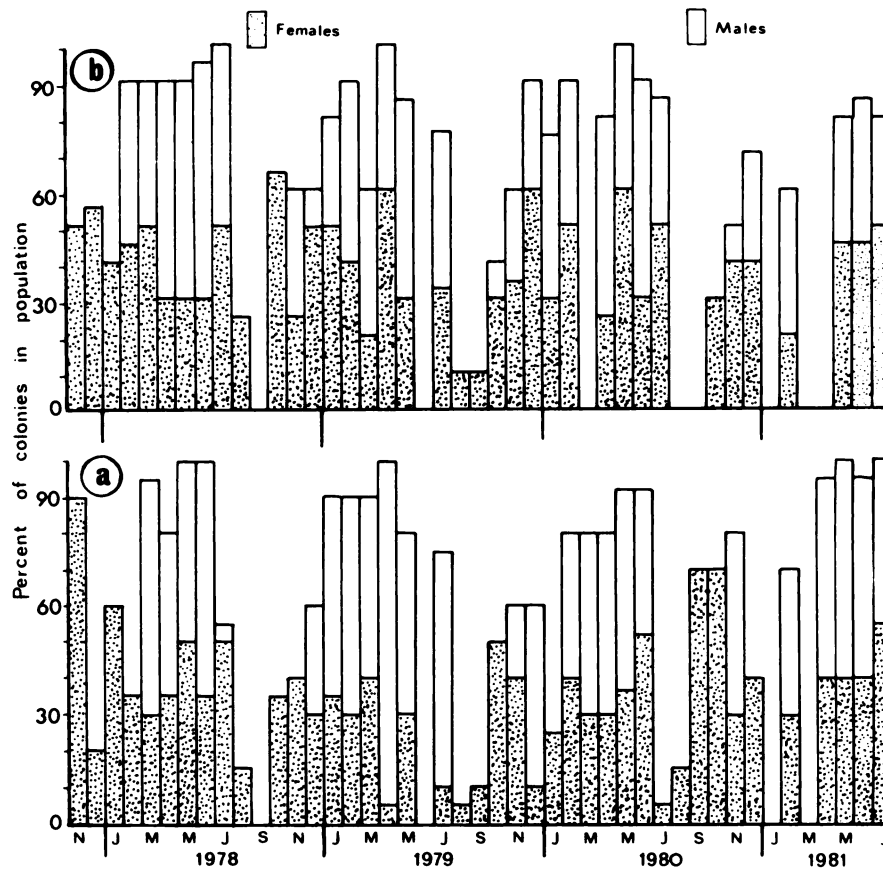 Females
Males
b
90
60
30
0
Percent of colonies in population
a
90
60
30
0
N J M M J S N J M M J S N J M M J S N J M M J
1978 1979 1980 1981